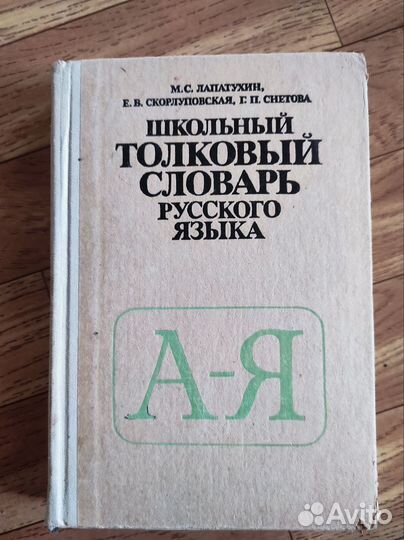 М.С. ЛАПАТУХИН,
Е. В. СКОРЛУПОВСКАЯ, Г. П. СНЕТОВА
ШКОЛЬНЫЙ
ТОЛКОВЫЙ
СЛОВАРЬ
РУССКОГО
ЯЗЫКА
А-Я
Avito